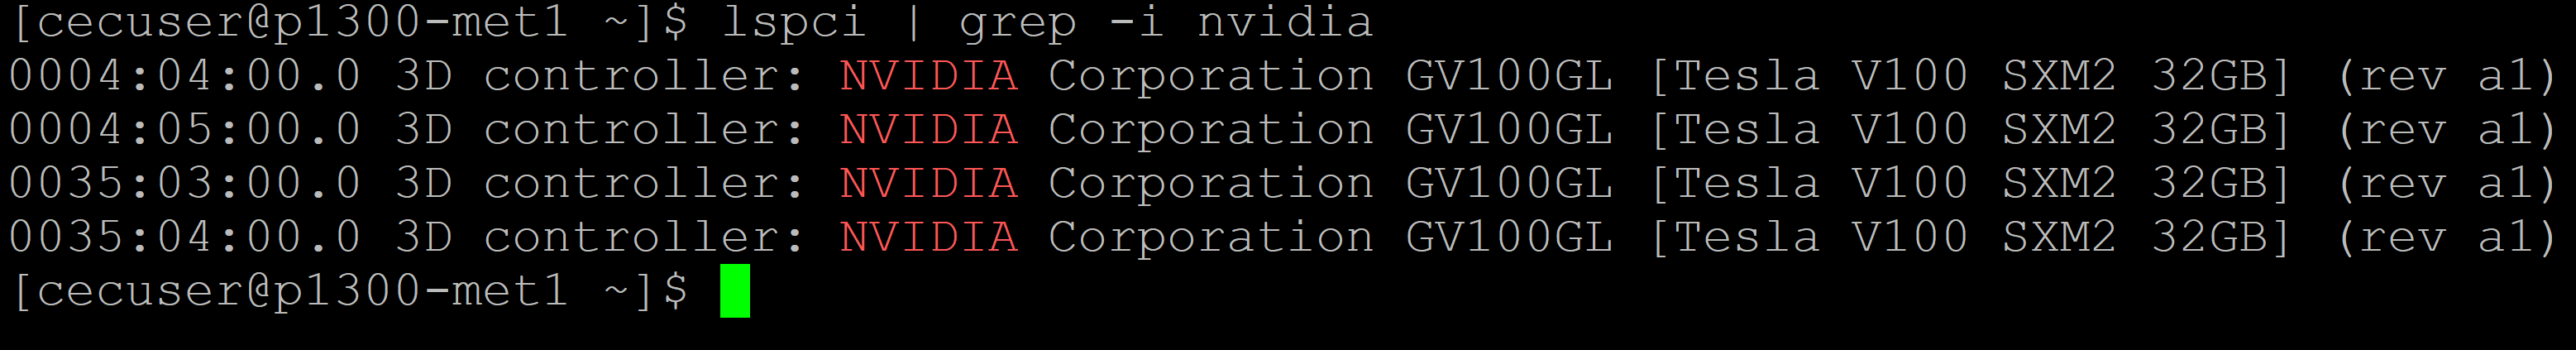 [cecuser@p1300-met1 ~]$ lspci | grep -i nvidia
0004:04:00.0 3D controller: NVIDIA Corporation GV100GL [Tesla V100 SXM2 32GB] (rev a1)
0004:05:00.0 3D controller: NVIDIA Corporation GV100GL [Tesla V100 SXM2 32GB] (rev a1)
0035:03:00.0 3D controller: NVIDIA Corporation GV100GL [Tesla V100 SXM2 32GB] (rev a1)
0035:04:00.0 3D controller: NVIDIA Corporation GV100GL [Tesla V100 SXM2 32GB] (rev a1)
[cecuser@p1300-met1 ~]$